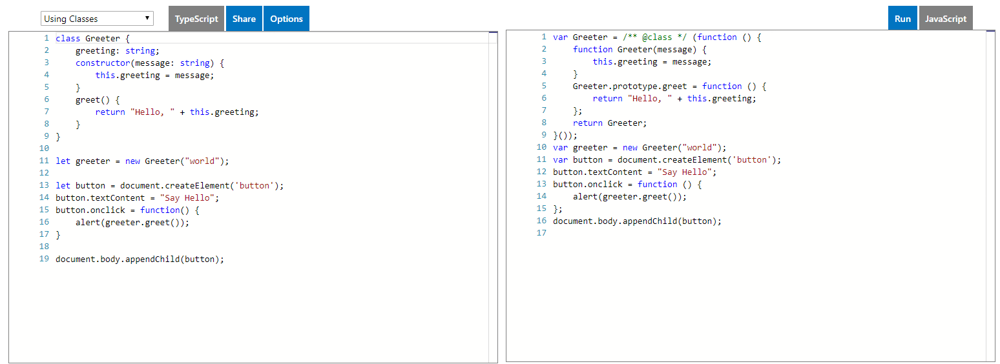 Using Classes TypeScript Share Options
1 class Greeter {
2     greeting: string;
3     constructor(message: string) {
4         this.greeting = message;
5     }
6     greet() {
7         return "Hello, " + this.greeting;
8     }
9 }
10
11 let greeter = new Greeter("world");
12
13 let button = document.createElement('button');
14 button.textContent = "Say Hello";
15 button.onclick = function() {
16     alert(greeter.greet());
17 }
18
19 document.body.appendChild(button);
Run JavaScript
1 var Greeter = /** @class */ (function () {
2     function Greeter(message) {
3         this.greeting = message;
4     }
5     Greeter.prototype.greet = function () {
6         return "Hello, " + this.greeting;
7     };
8     return Greeter;
9 }());
10 var greeter = new Greeter("world");
11 var button = document.createElement('button');
12 button.textContent = "Say Hello";
13 button.onclick = function () {
14     alert(greeter.greet());
15 };
16 document.body.appendChild(button);
17